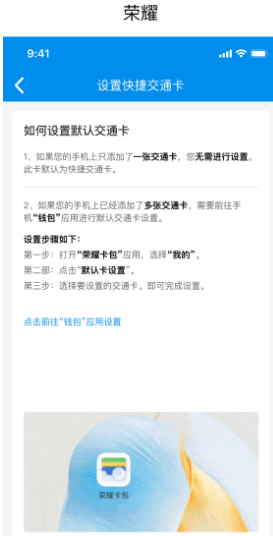 荣耀
9:41
设置快捷交通卡
如何设置默认交通卡
1、如果您的手机上只添加了一张交通卡，您无需进行设置，
此卡默认为快捷交通卡。
2、如果您的手机上已经添加了多张交通卡，需要前往手
机“钱包”应用进行默认交通卡设置。
设置步骤如下：
第一步：打开“荣耀卡包”应用，选择“我的”。
第二部：点击“默认卡设置”。
第三步：选择要设置的交通卡。即可完成设置。
点击前往“钱包”应用设置
荣耀卡包